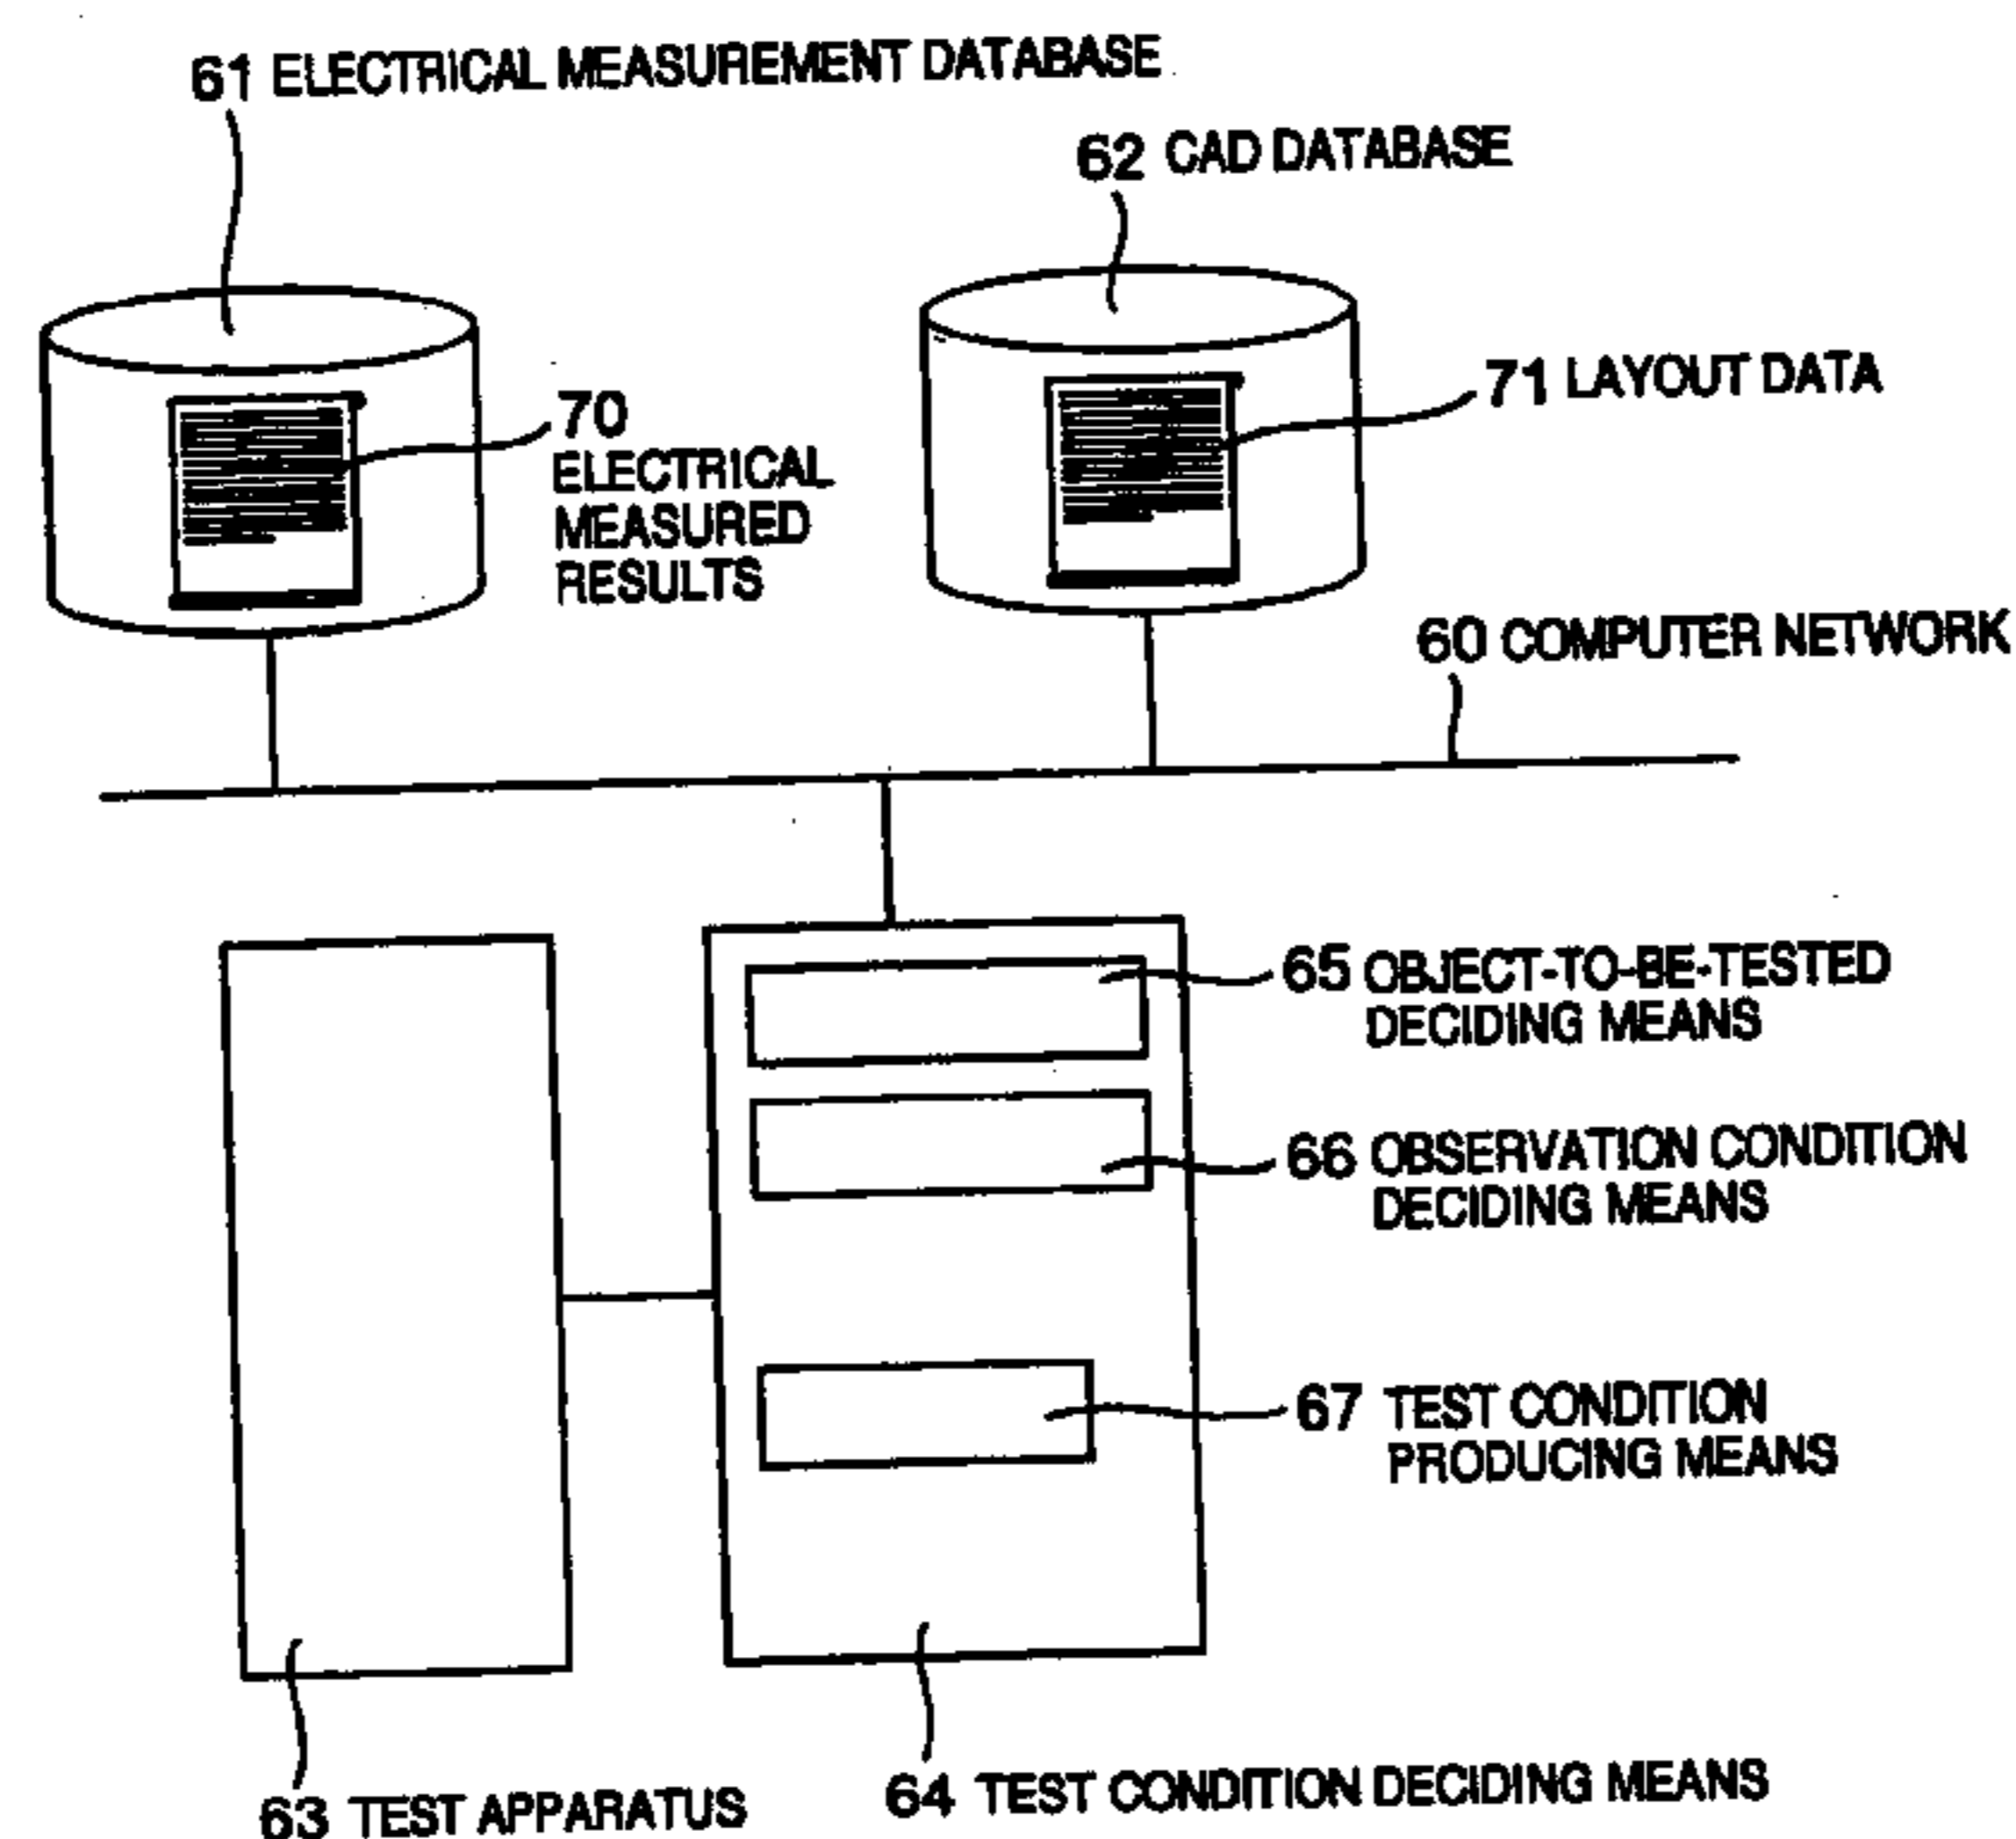 61 ELECTRICAL MEASUREMENT DATABASE
62 CAD DATABASE
71 LAYOUT DATA
70
ELECTRICAL
MEASURED
RESULTS
60 COMPUTER NETWORK
65 OBJECT-TO-BE-TESTED
DECIDING MEANS
66 OBSERVATION CONDITION
DECIDING MEANS
67 TEST CONDITION
PRODUCING MEANS
64 TEST CONDITION DECIDING MEANS
63 TEST APPARATUS